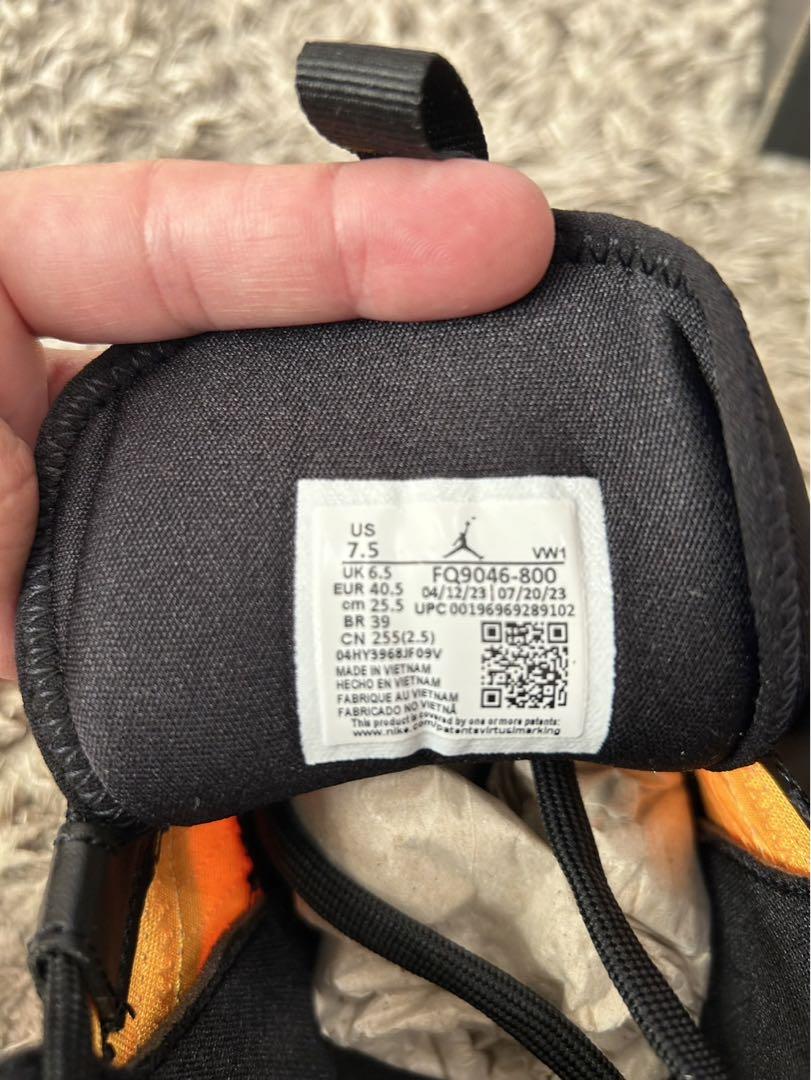 US
7.5
VW1
UK 6.5 FQ9046-800
EUR 40.5 04/12/23 | 07/20/23
cm 25.5 UPC 00196969289102
BR 39
CN 255(2.5)
04HY3968JF09V
MADE IN VIETNAM
HECHO EN VIETNAM
FABRIQUE AU VIETNAM
FABRICADO NO VIETNÃ
This product is covered by one or more patents:
www.nike.com/patentsvirtuslmarking